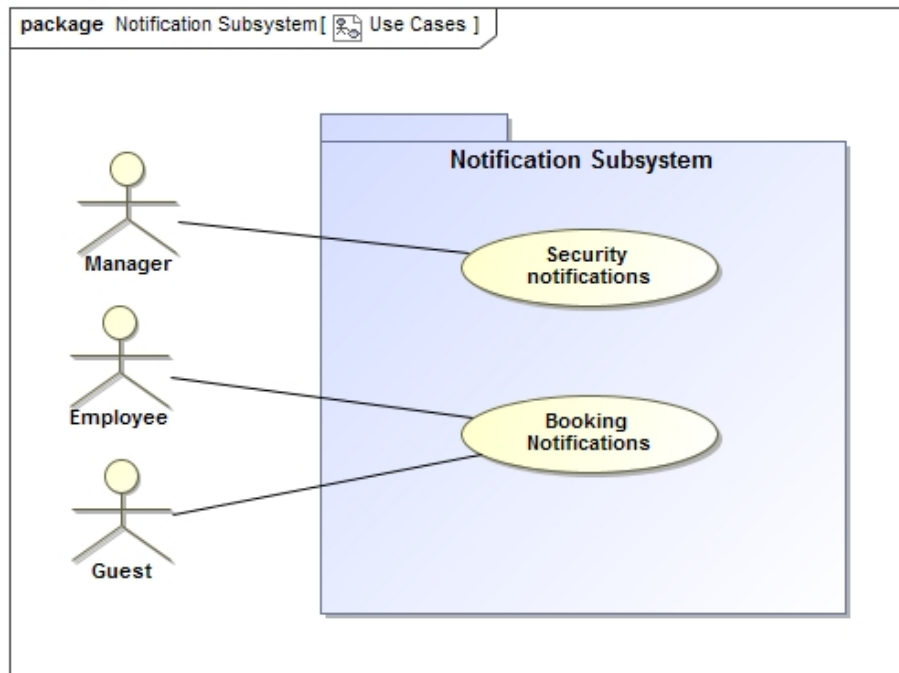 package Notification Subsystem[ Use Cases ]
Notification Subsystem
Manager
Security
notifications
Employee
Booking
Notifications
Guest